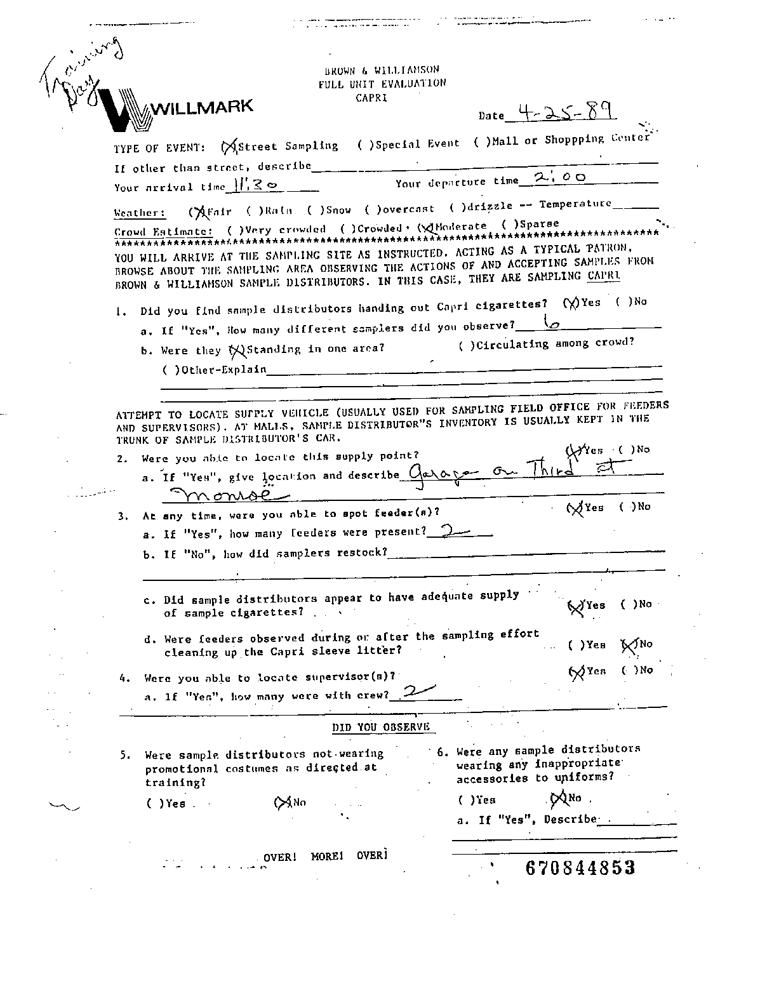 Training
Day
BROWN & WILLIAMSON
FULL UNIT EVALUATION
CAPRI
WILLMARK
Date 4-25-89
TYPE OF EVENT: (X)Street Sampling ( )Special Event ( )Mall or Shoppping Center
If other than street, describe
Your arrival time 11:30 Your departure time 2:00
Weather: (X)Fair ( )Rain ( )Snow ( )overcast ( )drizzle -- Temperature
Crowd Estimate: ( )Very crowded ( )Crowded (X)Moderate ( )Sparse
YOU WILL ARRIVE AT THE SAMPLING SITE AS INSTRUCTED, ACTING AS A TYPICAL PATRON,
BROWSE ABOUT THE SAMPLING AREA OBSERVING THE ACTIONS OF AND ACCEPTING SAMPLES FROM
BROWN & WILLIAMSON SAMPLE DISTRIBUTORS. IN THIS CASE, THEY ARE SAMPLING CAPRI
1. Did you find sample distributors handing out Capri cigarettes? (X)Yes ( )No
a. If "Yes", How many different samplers did you observe? 6
b. Were they (X)Standing in one area? ( )Circulating among crowd?
( )Other-Explain
ATTEMPT TO LOCATE SUPPLY VEHICLE (USUALLY USED FOR SAMPLING FIELD OFFICE FOR FEEDERS
AND SUPERVISORS). AT MALLS, SAMPLE DISTRIBUTOR"S INVENTORY IS USUALLY KEPT IN THE
TRUNK OF SAMPLE DISTRIBUTOR'S CAR.
2. Were you able to locate this supply point? (X)Yes ( )No
a. If "Yes", give location and describe Garage on Third at
Monroe
3. At any time, were you able to spot feeder(s)? (X)Yes ( )No
a. If "Yes", how many feeders were present? 2
b. If "No", how did samplers restock?
c. Did sample distributors appear to have adequate supply
of sample cigarettes? (X)Yes ( )No
d. Were feeders observed during or after the sampling effort
cleaning up the Capri sleeve litter? ( )Yes (X)No
4. Were you able to locate supervisor(s)? (X)Yes ( )No
a. If "Yes", how many were with crew? 2
DID YOU OBSERVE
5. Were sample distributors not wearing
promotional costumes as directed at
training?
( )Yes (X)No
6. Were any sample distributors
wearing any inappropriate
accessories to uniforms?
( )Yes (X)No
a. If "Yes", Describe
OVER! MORE! OVER!
670844853